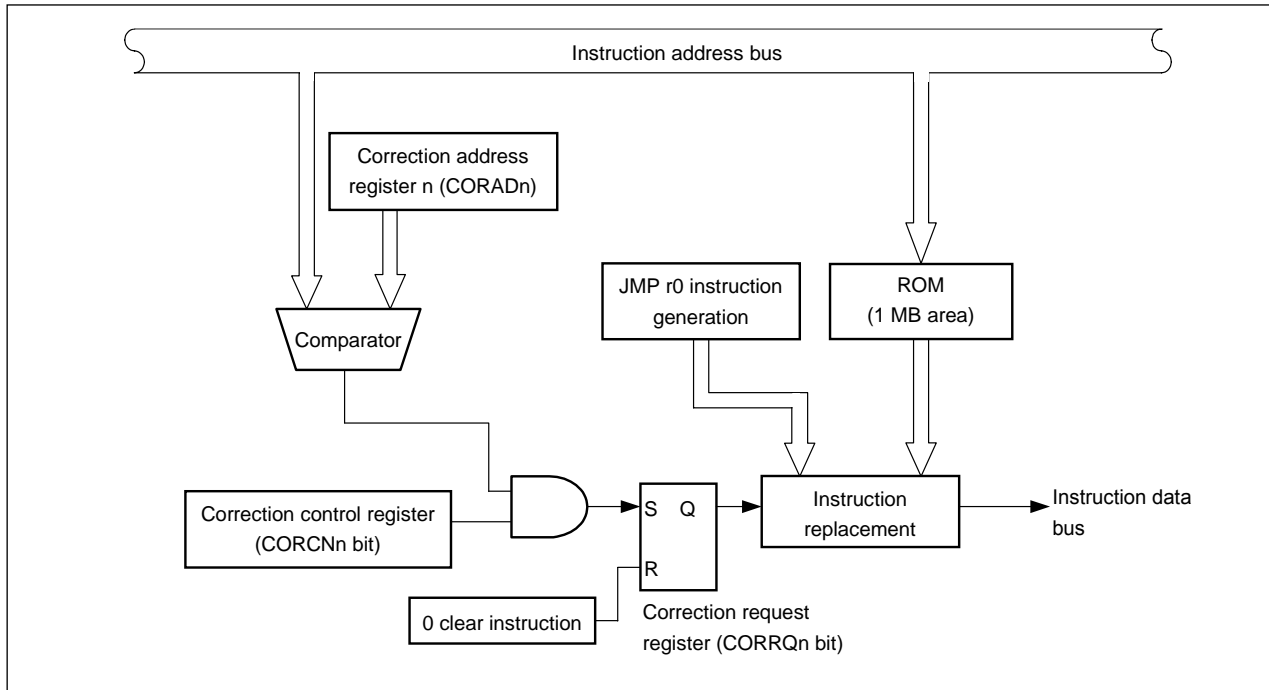 Instruction address bus
Correction address
register n (CORADn)
JMP r0 instruction
generation
ROM
(1 MB area)
Comparator
Correction control register
(CORCNn bit)
S Q
R
Instruction
replacement
Instruction data
bus
0 clear instruction
Correction request
register (CORRQn bit)